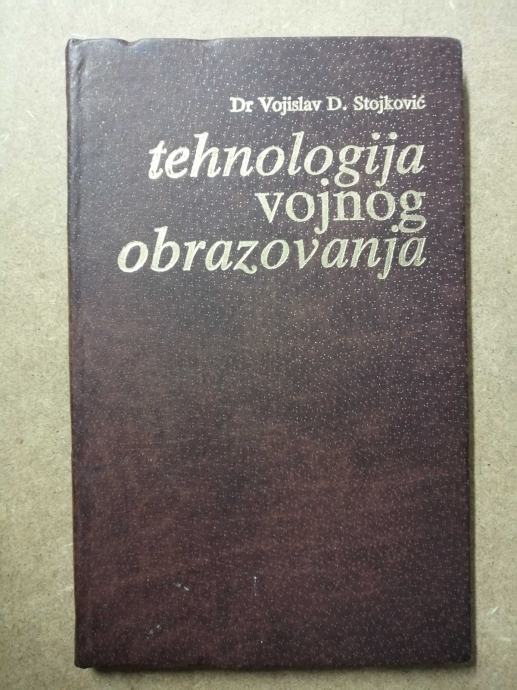 Dr Vojislav D. Stojković
tehnologija
vojnog
obrazovanja